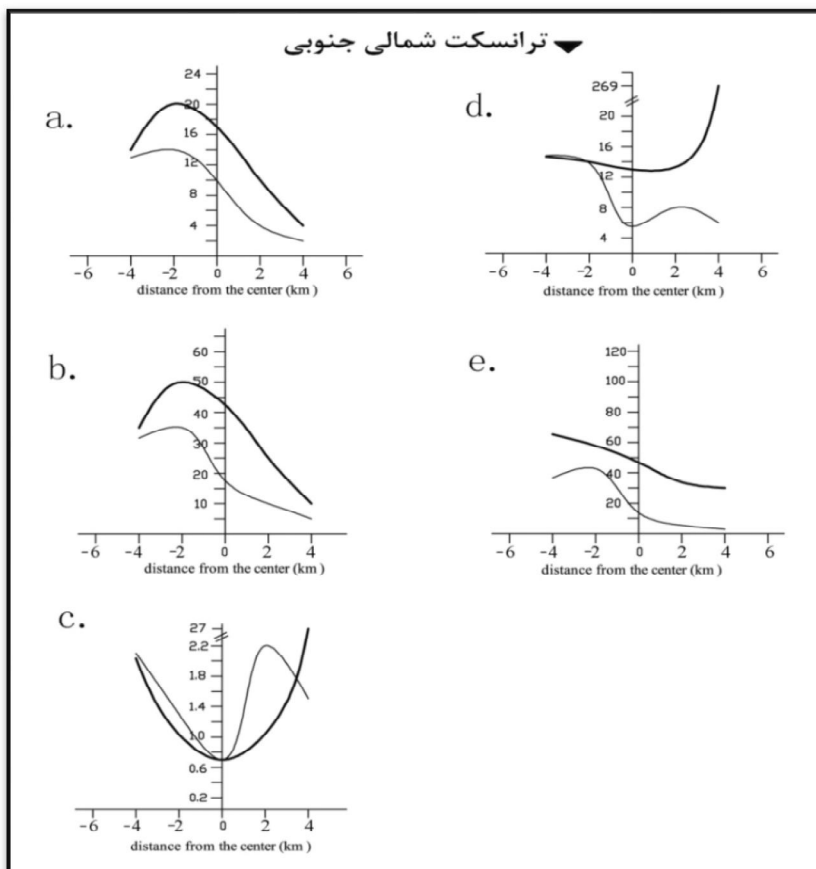 ترانسکت شمالی جنوبی
a.
24
20
16
12
8
4
-6 -4 -2 0 2 4 6
distance from the center (km )
d.
269
20
16
12
8
4
-6 -4 -2 0 2 4 6
distance from the center (km )
b.
60
50
40
30
20
10
-6 -4 -2 0 2 4 6
distance from the center (km )
e.
120
100
80
60
40
20
-6 -4 -2 0 2 4 6
distance from the center (km )
c.
27
2.2
1.8
1.4
1.0
0.6
0.2
-6 -4 -2 0 2 4
distance from the center (km )